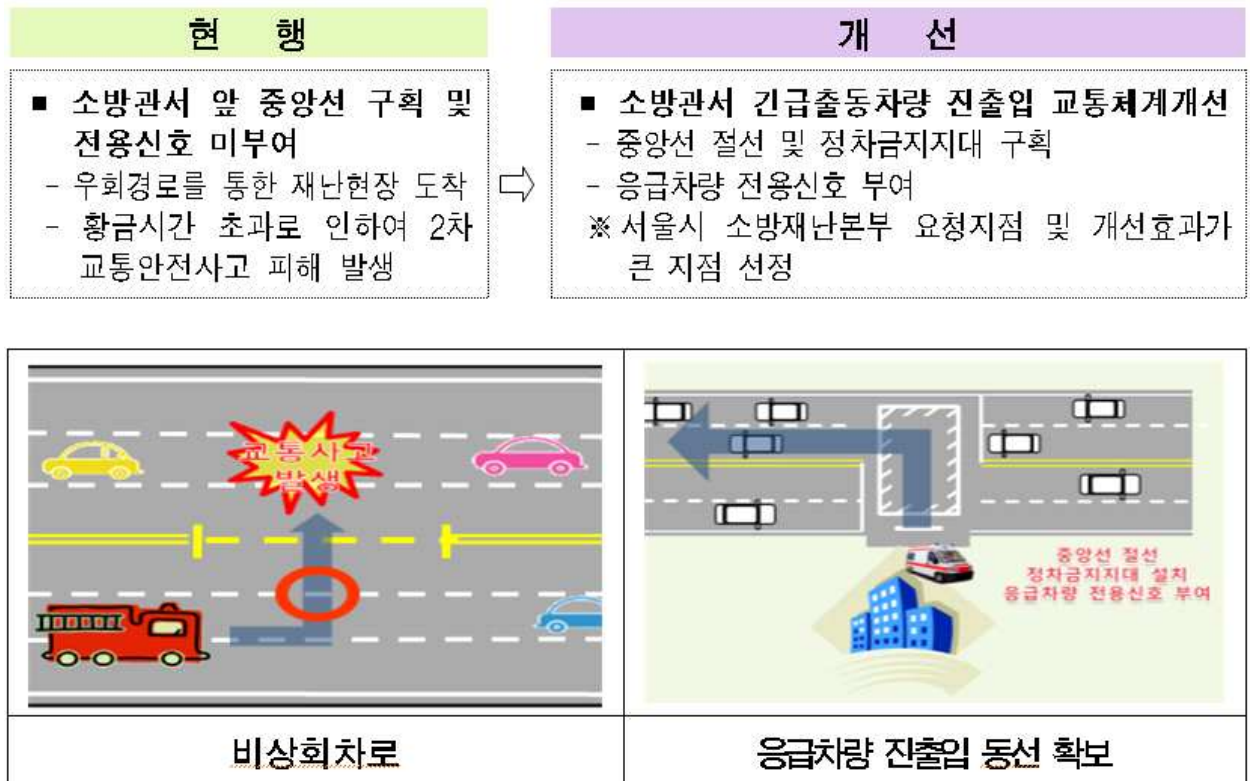 현 행
■ 소방관서 앞 중앙선 구획 및
전용신호 미부여
- 우회경로를 통한 재난현장 도착
- 황금시간 초과로 인하여 2차
교통안전사고 피해 발생
⇨
개 선
■ 소방관서 긴급출동차량 진출입 교통체계개선
- 중앙선 절선 및 정차금지지대 구획
- 응급차량 전용신호 부여
※ 서울시 소방재난본부 요청지점 및 개선효과가
큰 지점 선정
교통사고
발생
중앙선 절선
정차금지지대 설치
응급차량 전용신호 부여
비상회차로
응급차량 진출입 동선 확보